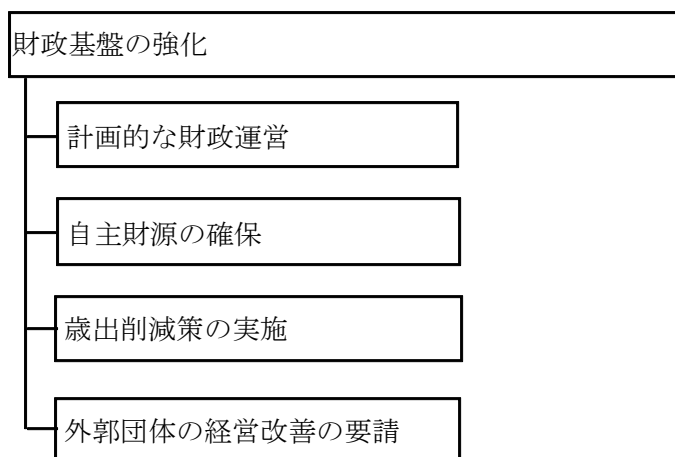 財政基盤の強化
計画的な財政運営
自主財源の確保
歳出削減策の実施
外郭団体の経営改善の要請